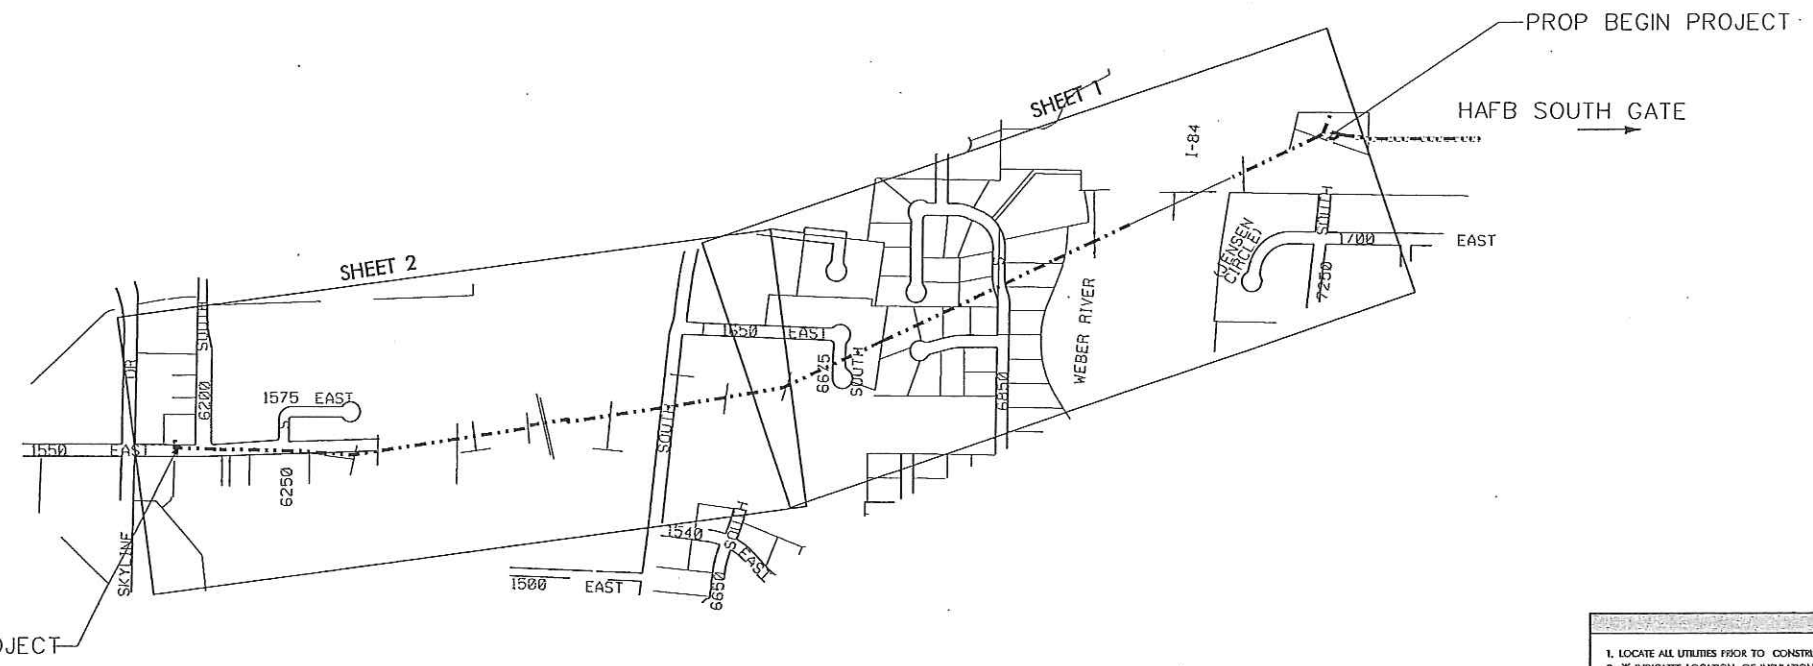 PROP BEGIN PROJECT
HAFB SOUTH GATE
SHEET 1
I-84
SHEET 2
SOUTH
1700 EAST
(JENSEN
CIRCLE)
7250
WEBER RIVER
S
6850
1650 EAST
6675
SOUTH
SOUTH
DR
SOUTH
6200
1575 EAST
S
1550 EAST
6250
SKYLINE
1540
SOUTH
EAST
6650
1500 EAST
OJECT
1. LOCATE ALL UTILITIES PRIOR TO CONSTRU